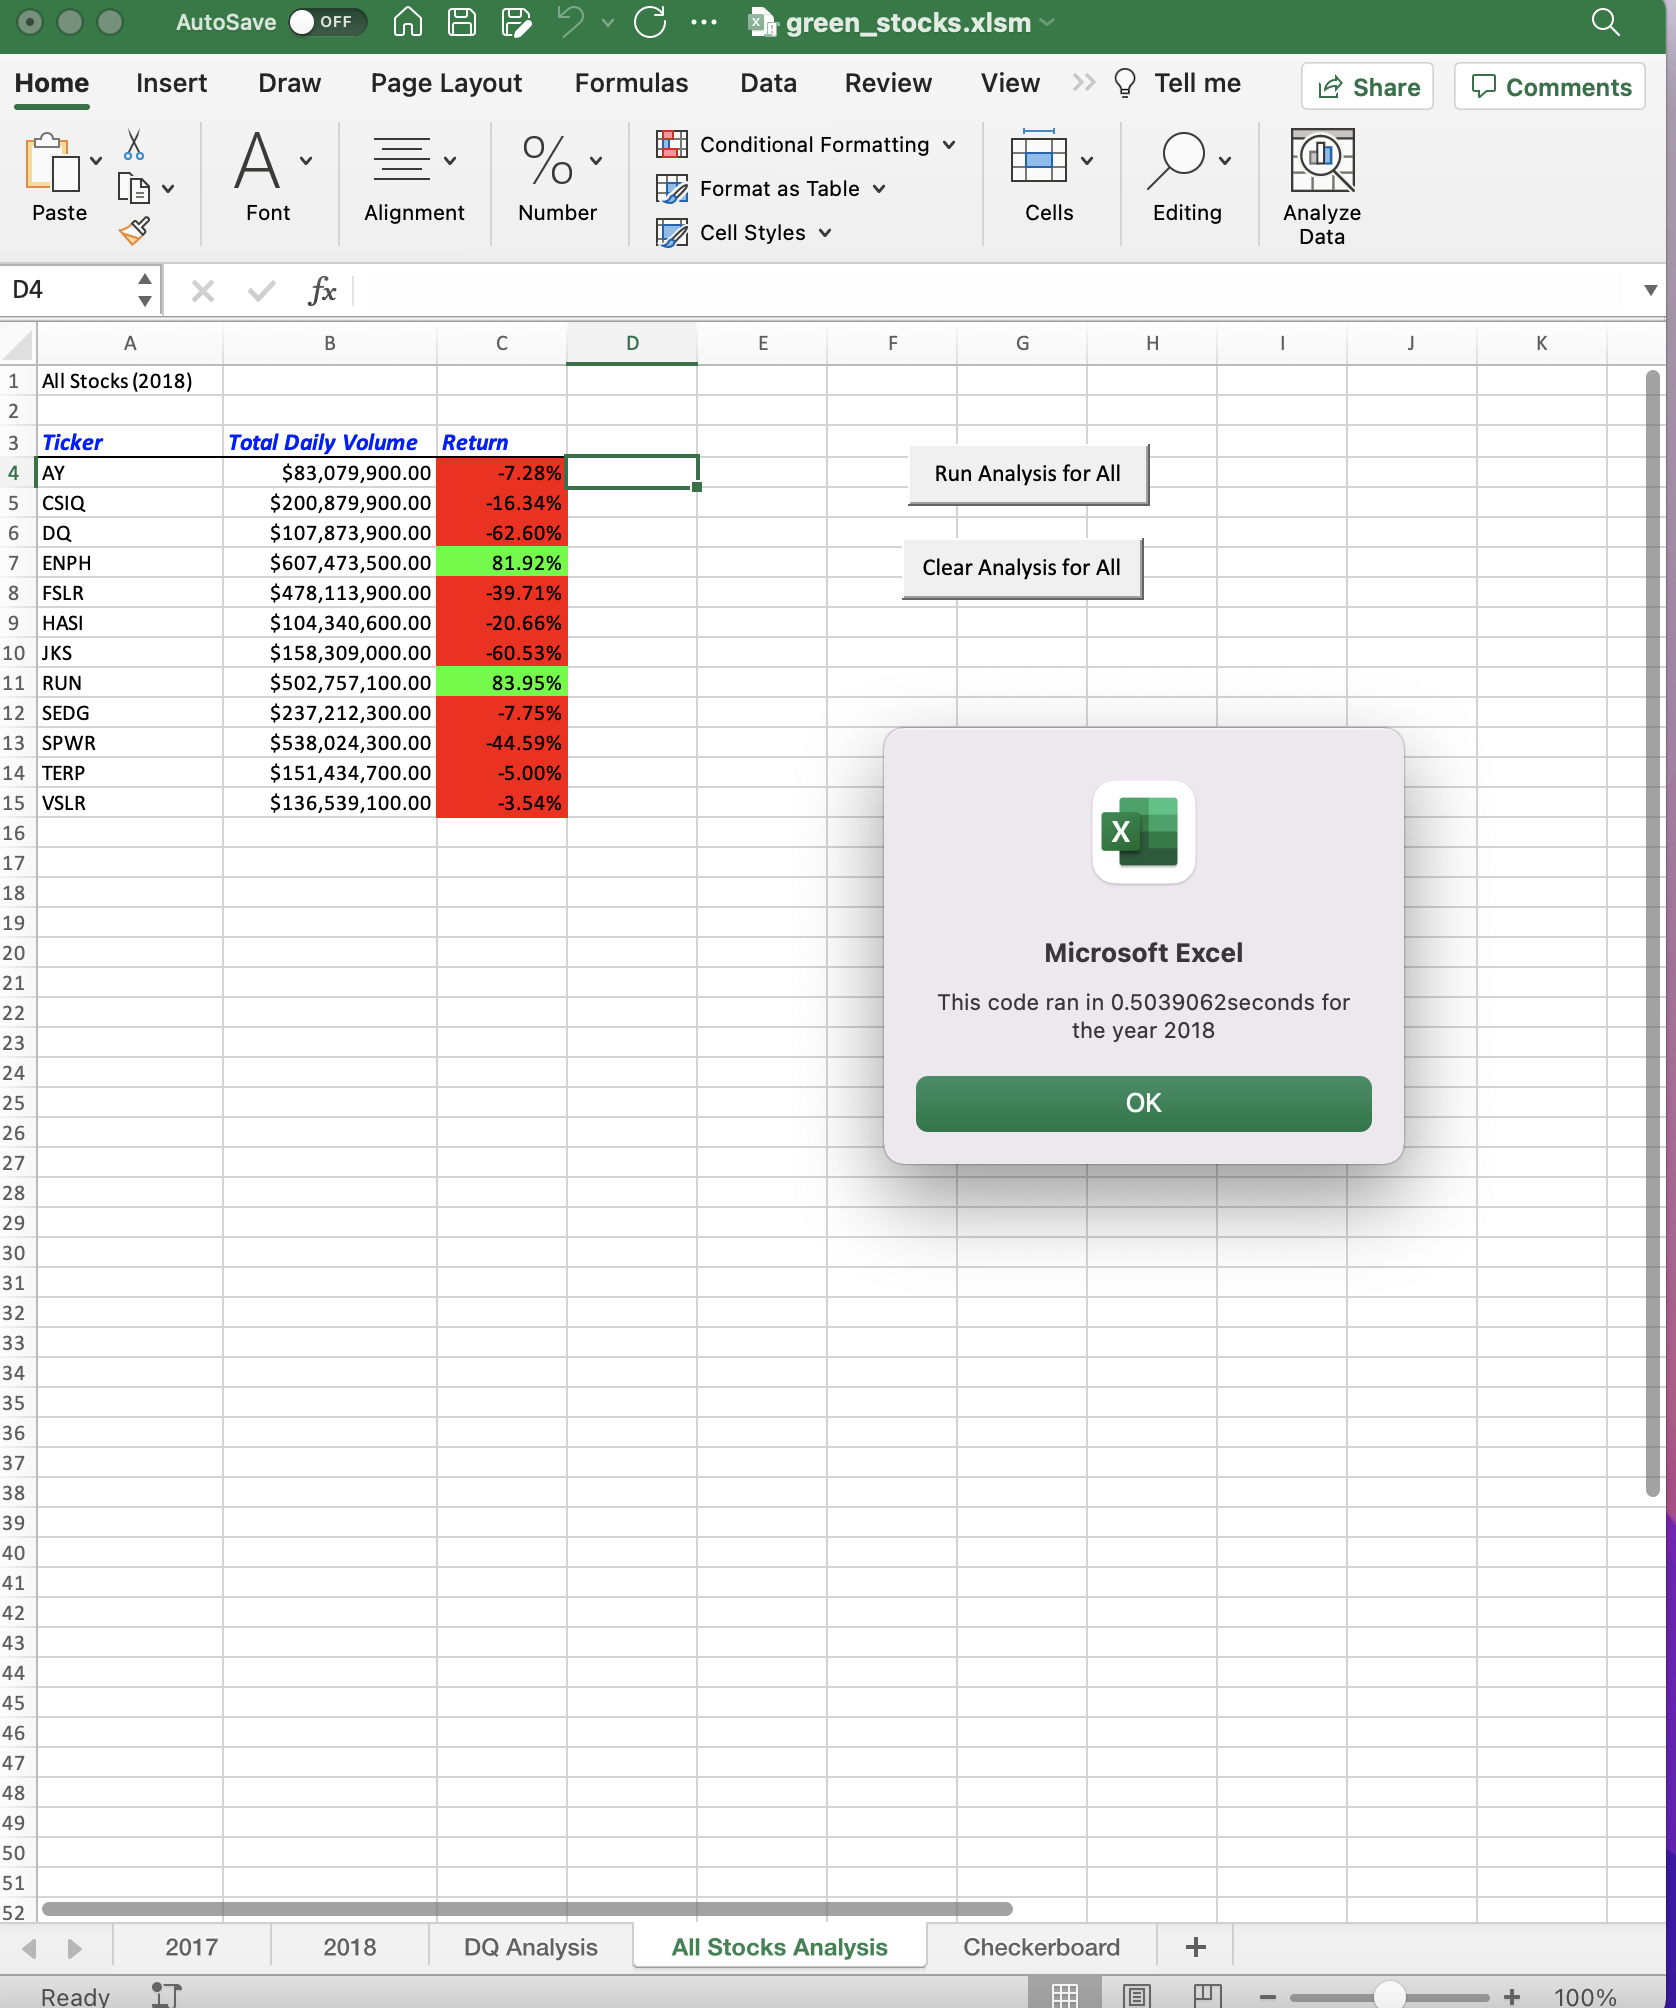 AutoSave OFF green_stocks.xlsm
Home Insert Draw Page Layout Formulas Data Review View Tell me Share Comments
Paste Font Alignment Number Conditional Formatting Format as Table Cell Styles Cells Editing Analyze Data
D4 fx
A B C D E F G H I J K
1 All Stocks (2018)
2
3 Ticker Total Daily Volume Return
4 AY $83,079,900.00 -7.28% Run Analysis for All
5 CSIQ $200,879,900.00 -16.34%
6 DQ $107,873,900.00 -62.60%
7 ENPH $607,473,500.00 81.92% Clear Analysis for All
8 FSLR $478,113,900.00 -39.71%
9 HASI $104,340,600.00 -20.66%
10 JKS $158,309,000.00 -60.53%
11 RUN $502,757,100.00 83.95%
12 SEDG $237,212,300.00 -7.75%
13 SPWR $538,024,300.00 -44.59%
14 TERP $151,434,700.00 -5.00%
15 VSLR $136,539,100.00 -3.54%
16
17
18
19
20
21
22
23
24
25
26
27
28
29
30
31
32
33
34
35
36
37
38
39
40
41
42
43
44
45
46
47
48
49
50
51
52
X
Microsoft Excel
This code ran in 0.5039062seconds for
the year 2018
OK
2017 2018 DQ Analysis All Stocks Analysis Checkerboard +
Ready 100%